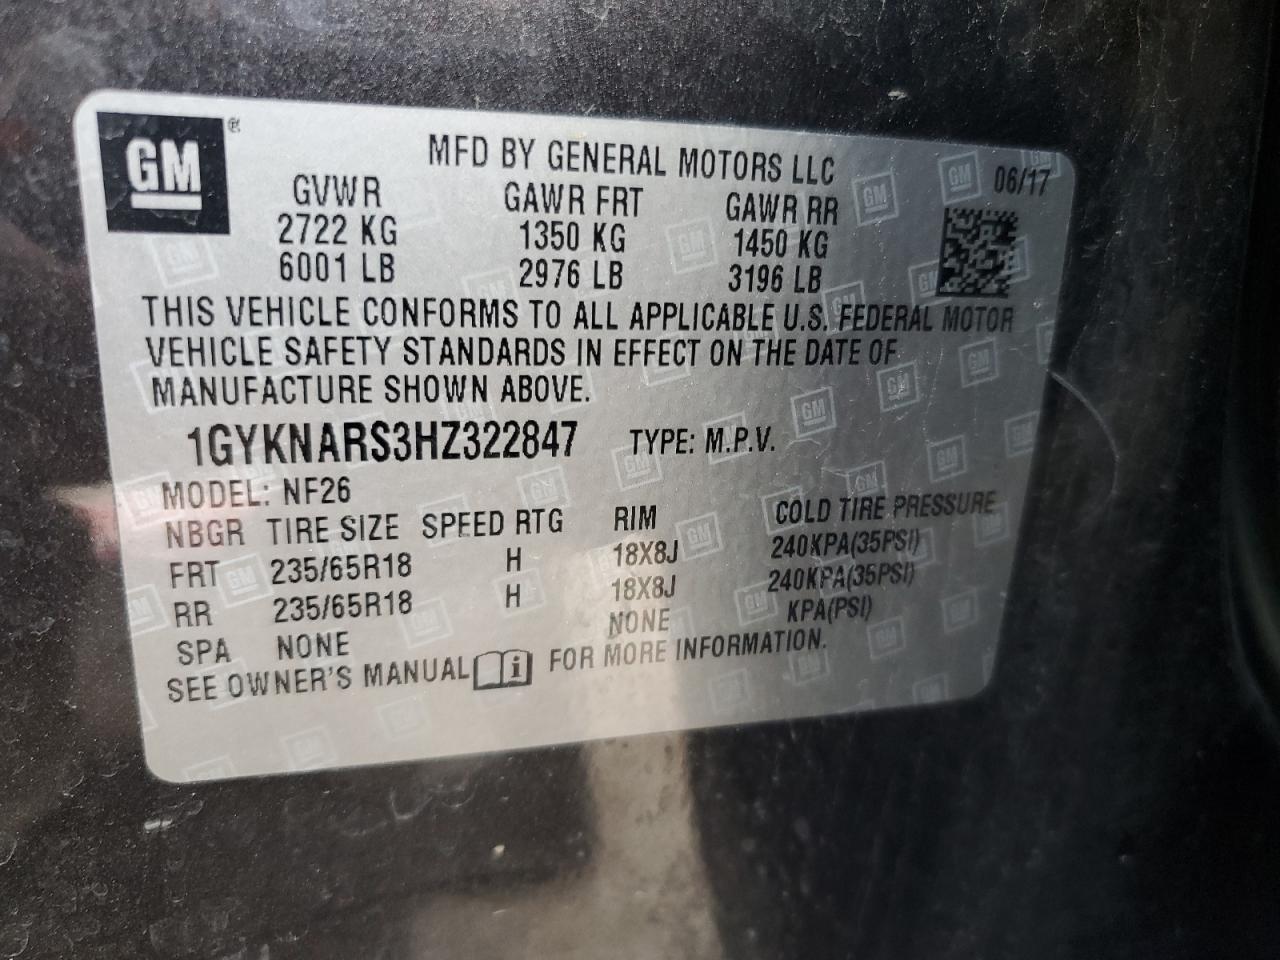 GM ®
MFD BY GENERAL MOTORS LLC
06/17
GVWR GAWR FRT GAWR RR
2722 KG 1350 KG 1450 KG
6001 LB 2976 LB 3196 LB
THIS VEHICLE CONFORMS TO ALL APPLICABLE U.S. FEDERAL MOTOR
VEHICLE SAFETY STANDARDS IN EFFECT ON THE DATE OF
MANUFACTURE SHOWN ABOVE.
1GYKNARS3HZ322847 TYPE: M.P.V.
MODEL: NF26
NBGR TIRE SIZE SPEED RTG RIM COLD TIRE PRESSURE
FRT 235/65R18 H 18X8J 240KPA(35PSI)
RR 235/65R18 H 18X8J 240KPA(35PSI)
SPA NONE NONE KPA(PSI)
SEE OWNER'S MANUAL i FOR MORE INFORMATION.